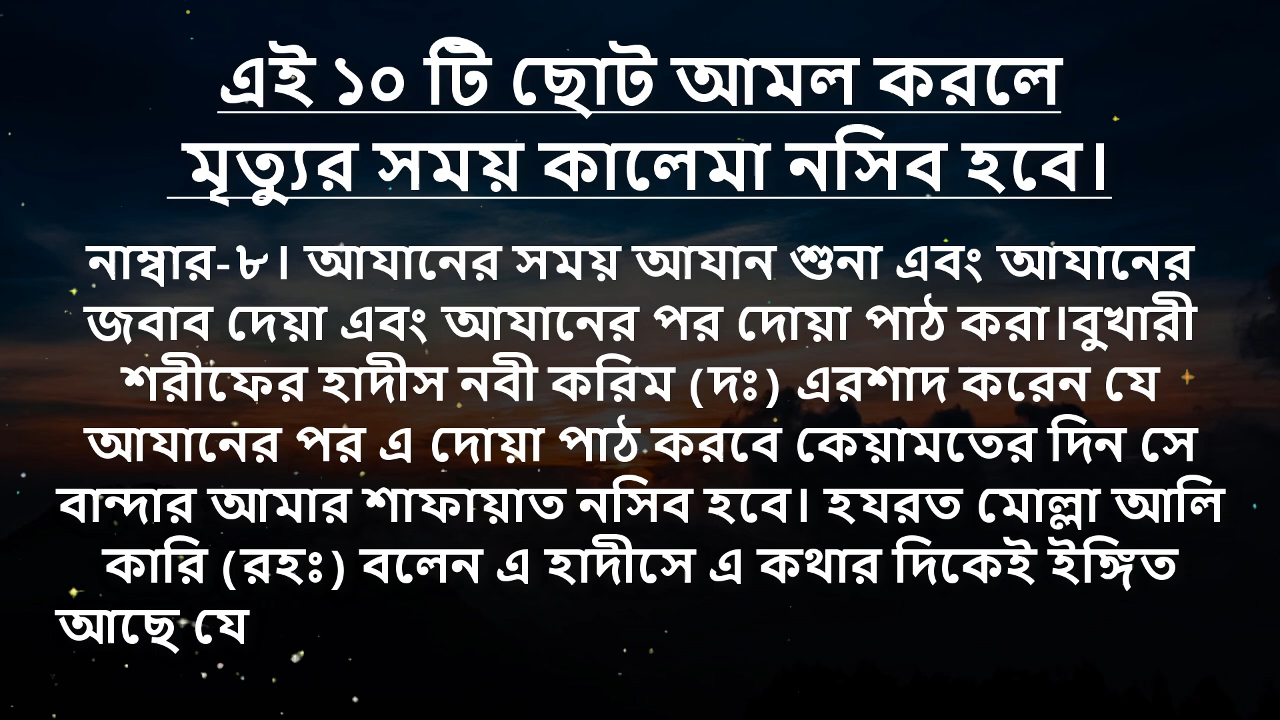 এই ১০ টি ছোট আমল করলে
মৃত্যুর সময় কালেমা নসিব হবে।
নাম্বার-৮। আযানের সময় আযান শুনা এবং আযানের
জবাব দেয়া এবং আযানের পর দোয়া পাঠ করা।বুখারী
শরীফের হাদীস নবী করিম (দঃ) এরশাদ করেন যে
আযানের পর এ দোয়া পাঠ করবে কেয়ামতের দিন সে
বান্দার আমার শাফায়াত নসিব হবে। হযরত মোল্লা আলি
কারি (রহঃ) বলেন এ হাদীসে এ কথার দিকেই ইঙ্গিত
আছে যে